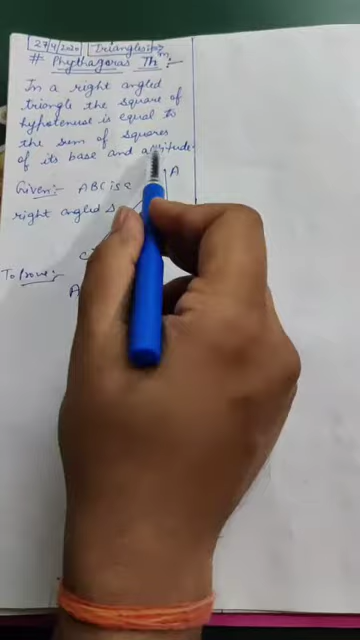 27/4/2020 Triangles
# Phythagoras Thm:-
In a right angled
triangle the square of
hypotenuse is equal to
the sum of squares
of its base and altitude.
Given:- ABC is a
A
right angled
To Prove:-
A